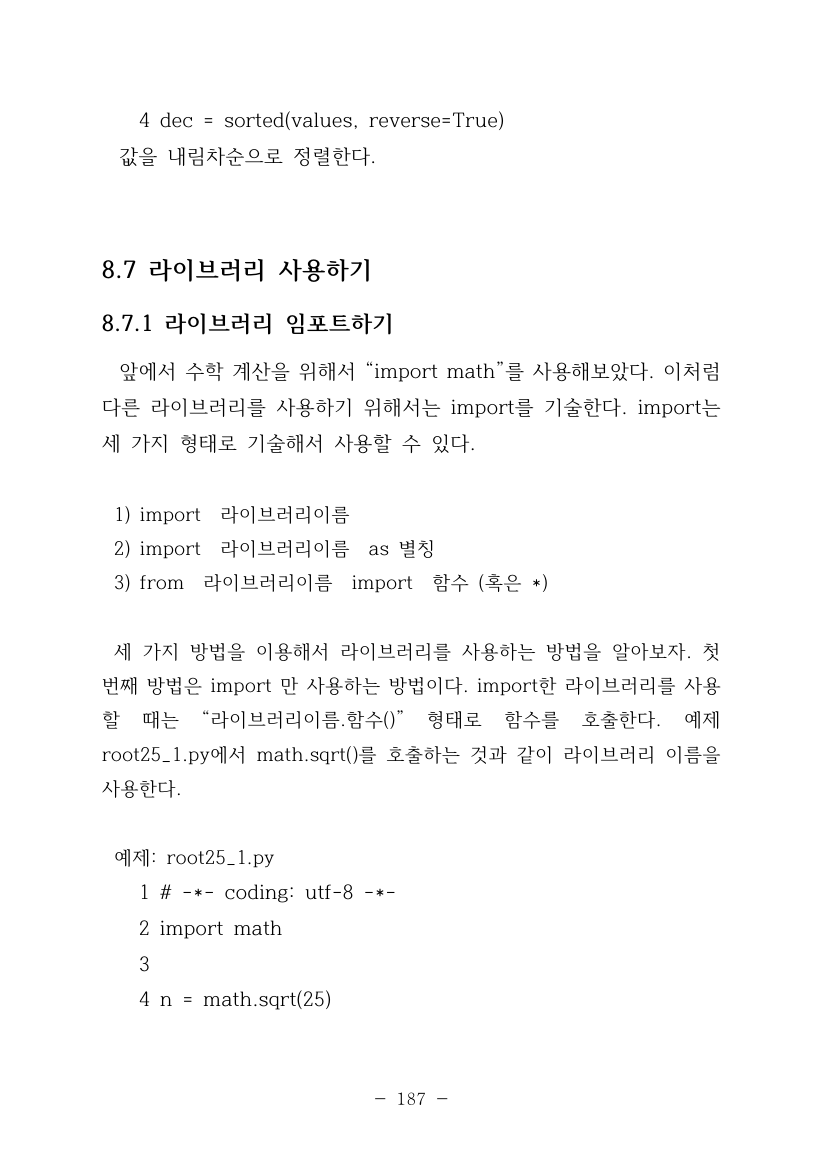 4 dec = sorted(values, reverse=True)
값을 내림차순으로 정렬한다.
8.7 라이브러리 사용하기
8.7.1 라이브러리 임포트하기
앞에서 수학 계산을 위해서 “import math”를 사용해보았다. 이처럼
다른 라이브러리를 사용하기 위해서는 import를 기술한다. import는
세 가지 형태로 기술해서 사용할 수 있다.
1) import 라이브러리이름
2) import 라이브러리이름 as 별칭
3) from 라이브러리이름 import 함수 (혹은 *)
세 가지 방법을 이용해서 라이브러리를 사용하는 방법을 알아보자. 첫
번째 방법은 import 만 사용하는 방법이다. import한 라이브러리를 사용
할 때는 “라이브러리이름.함수()” 형태로 함수를 호출한다. 예제
root25_1.py에서 math.sqrt()를 호출하는 것과 같이 라이브러리 이름을
사용한다.
예제: root25_1.py
1 # -*- coding: utf-8 -*-
2 import math
3
4 n = math.sqrt(25)
- 187 -